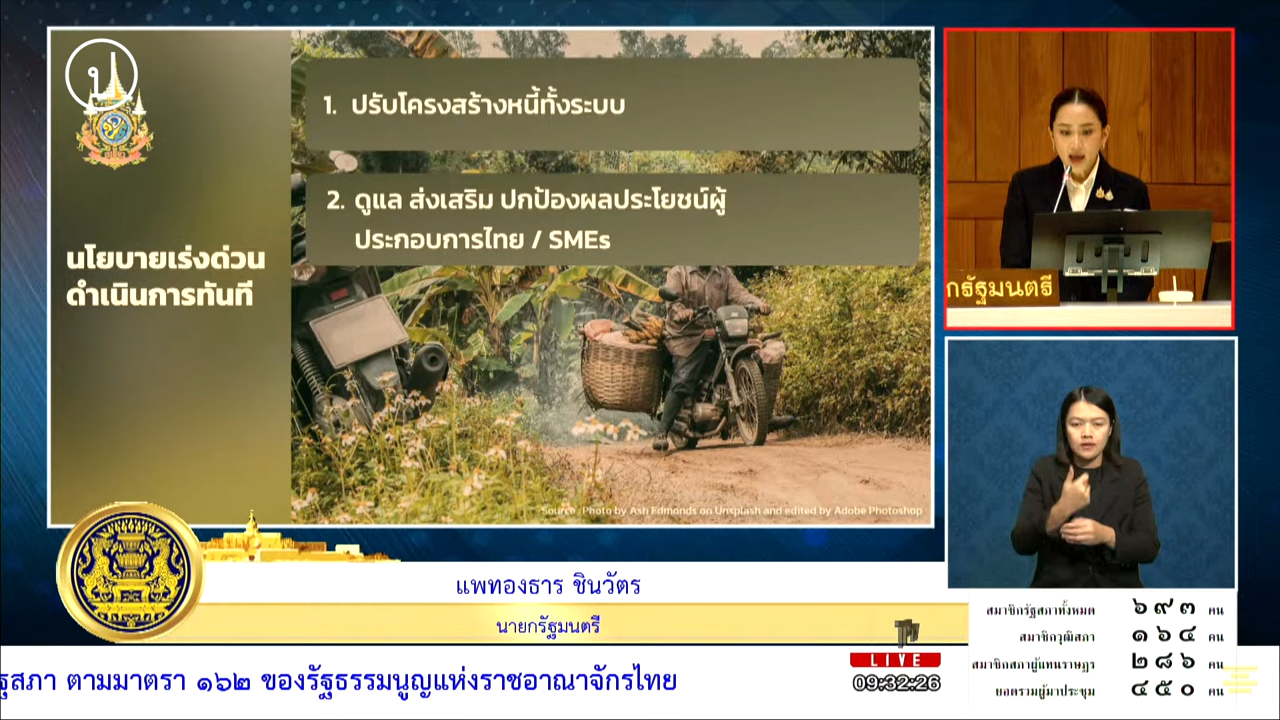 น
นโยบายเร่งด่วน
ดำเนินการทันที
1. ปรับโครงสร้างหนี้ทั้งระบบ
2. ดูแล ส่งเสริม ปกป้องผลประโยชน์ผู้
ประกอบการไทย / SMEs
Source : Photo by Ash Edmonds on Unsplash and edited by Adobe Photoshop
กรัฐมนตรี
แพทองธาร ชินวัตร
นายกรัฐมนตรี
LIVE
09:32:26
ฐสภา ตามมาตรา ๑๖๒ ของรัฐธรรมนูญแห่งราชอาณาจักรไทย
สมาชิกรัฐสภาทั้งหมด ๖๙๓ คน
สมาชิกวุฒิสภา ๑๖๔ คน
สมาชิกสภาผู้แทนราษฎร ๒๘๖ คน
ยอดรวมผู้มาประชุม ๔๕๐ คน